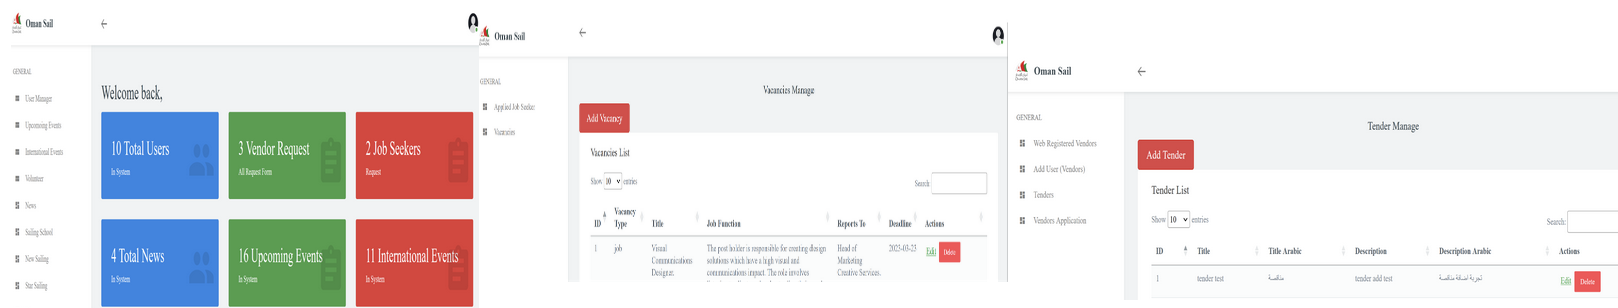 Oman Sail
←
GENERAL
User Manager
Upcoming Events
International Events
Volunteer
News
Sailing School
New Sailing
Star Sailing
Welcome back,
10 Total Users
In System
3 Vendor Request
All Request Form
2 Job Seekers
Request
4 Total News
In System
16 Upcoming Events
In System
11 International Events
In System
Oman Sail
←
GENERAL
Applied Job Seeker
Vacancies
Vacancies Manage
Add Vacancy
Vacancies List
Show 10 entries
Search:
ID Vacancy Type Title Job Function Reports To Deadline Actions
1 job Visual Communications Designer. The post holder is responsible for creating design solutions which have a high visual and communications impact. The role involves Head of Marketing Creative Services. 2023-03-23 Edit Delete
Oman Sail
←
GENERAL
Web Registered Vendors
Add User (Vendors)
Tenders
Vendors Application
Tender Manage
Add Tender
Tender List
Show 10 entries
Search:
ID Title Title Arabic Description Description Arabic Actions
1 tender test مناقصة tender add test تجربة اضافة مناقصة Edit Delete